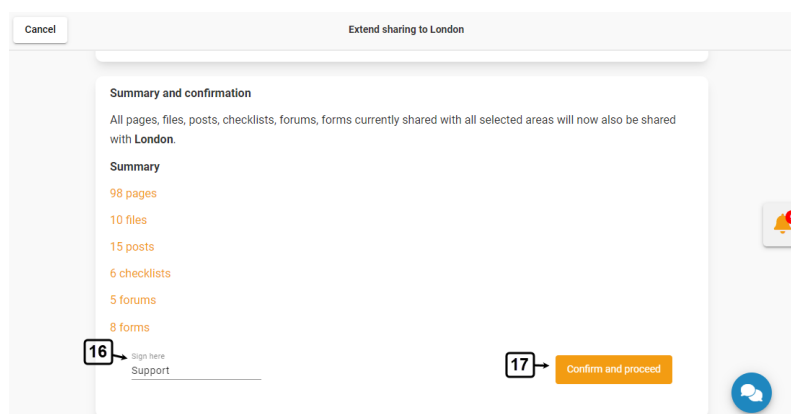 Cancel
Extend sharing to London
Summary and confirmation
All pages, files, posts, checklists, forums, forms currently shared with all selected areas will now also be shared
with London.
Summary
98 pages
10 files
15 posts
6 checklists
5 forums
8 forms
16
Sign here
Support
17
Confirm and proceed